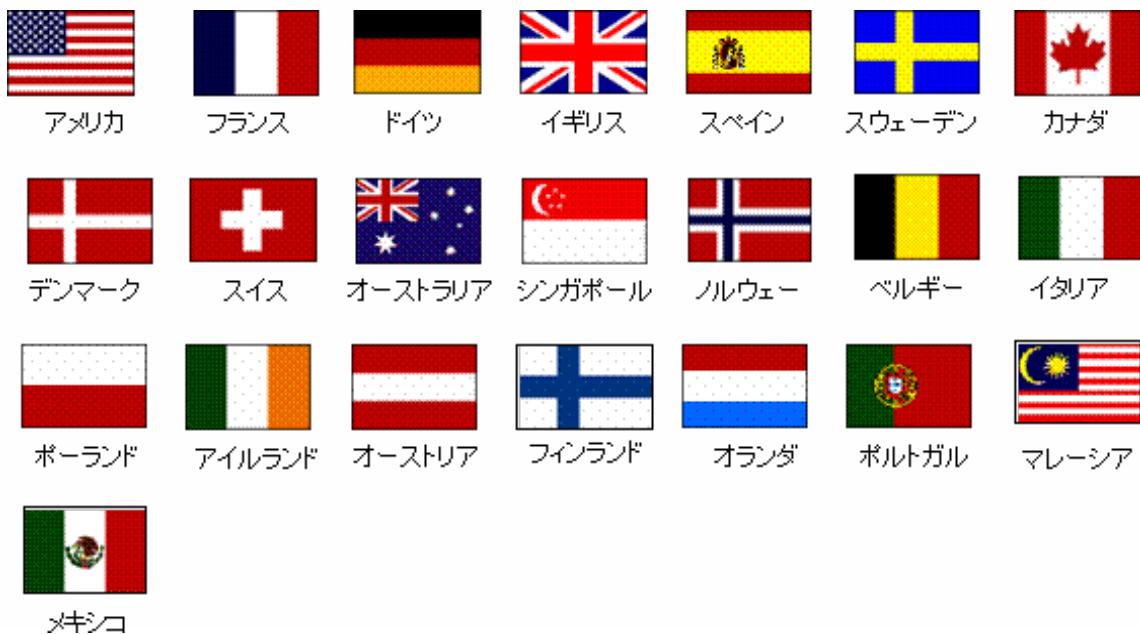 アメリカ フランス ドイツ イギリス スペイン スウェーデン カナダ
デンマーク スイス オーストラリア シンガポール ノルウェー ベルギー イタリア
ポーランド アイルランド オーストリア フィンランド オランダ ポルトガル マレーシア
メキシコ